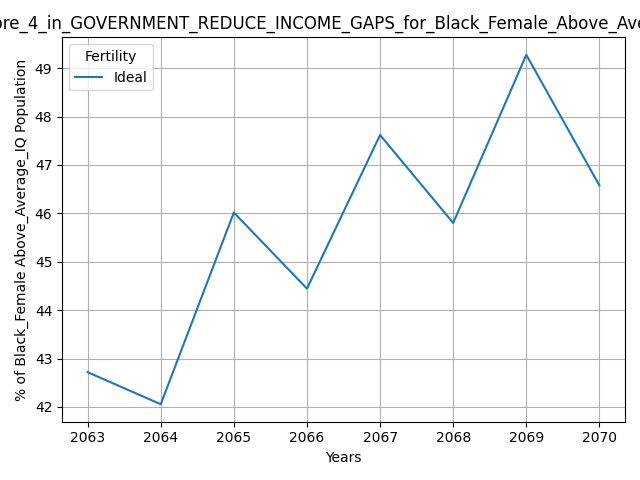 ore_4_in_GOVERNMENT_REDUCE_INCOME_GAPS_for_Black_Female_Above_Ave
% of Black_Female Above_Average_IQ Population
Fertility
Ideal
49
48
47
46
45
44
43
42
2063 2064 2065 2066 2067 2068 2069 2070
Years